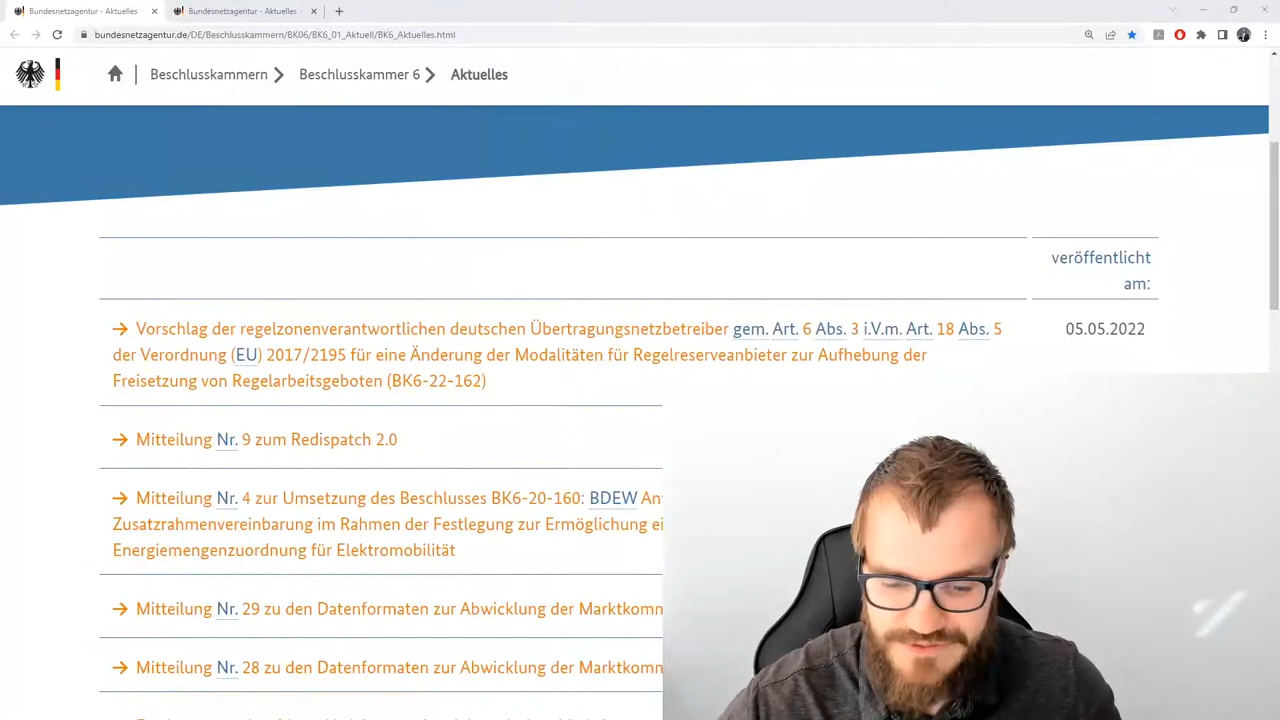 Bundesnetzagentur - Aktuelles
Bundesnetzagentur - Aktuelles
bundesnetzagentur.de/DE/Beschlusskammern/BK06/BK6_01_Aktuell/BK6_Aktuelles.html
Beschlusskammern
Beschlusskammer 6
Aktuelles
veröffentlicht
am:
Vorschlag der regelzonenverantwortlichen deutschen Übertragungsnetzbetreiber gem. Art. 6 Abs. 3 i.V.m. Art. 18 Abs. 5
05.05.2022
der Verordnung (EU) 2017/2195 für eine Änderung der Modalitäten für Regelreserveanbieter zur Aufhebung der
Freisetzung von Regelarbeitsgeboten (BK6-22-162)
Mitteilung Nr. 9 zum Redispatch 2.0
Mitteilung Nr. 4 zur Umsetzung des Beschlusses BK6-20-160: BDEW
Zusatzrahmenvereinbarung im Rahmen der Festlegung zur Ermöglichung
Energiemengenzuordnung für Elektromobilität
Mitteilung Nr. 29 zu den Datenformaten zur Abwicklung der Marktkomm
Mitteilung Nr. 28 zu den Datenformaten zur Abwicklung der Marktkomm